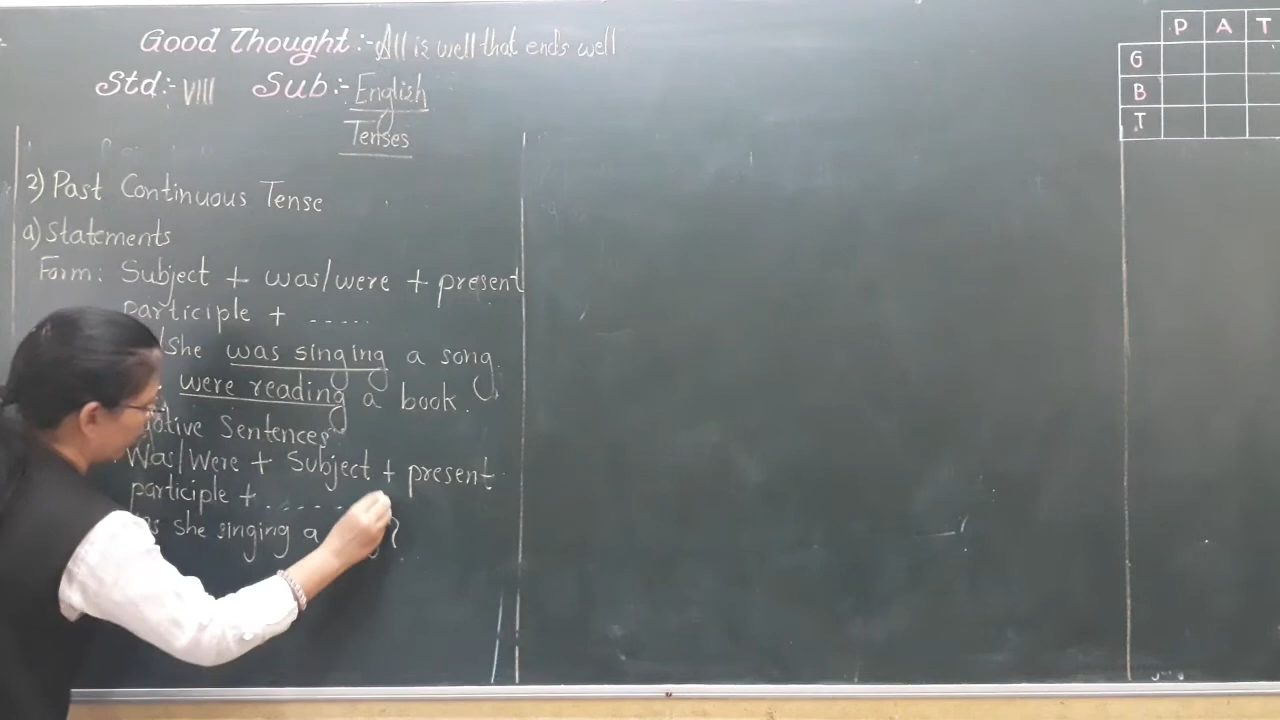 Good Thought :- All is well that ends well
Std:- VIII Sub:- English
Tenses
P A T
G
B
T
2) Past Continuous Tense
a) Statements
Form: Subject + was/were + present
participle + .....
/She was singing a song.
were reading a book.
Sentences
Was/Were + Subject + present
participle + .....
she singing a ?